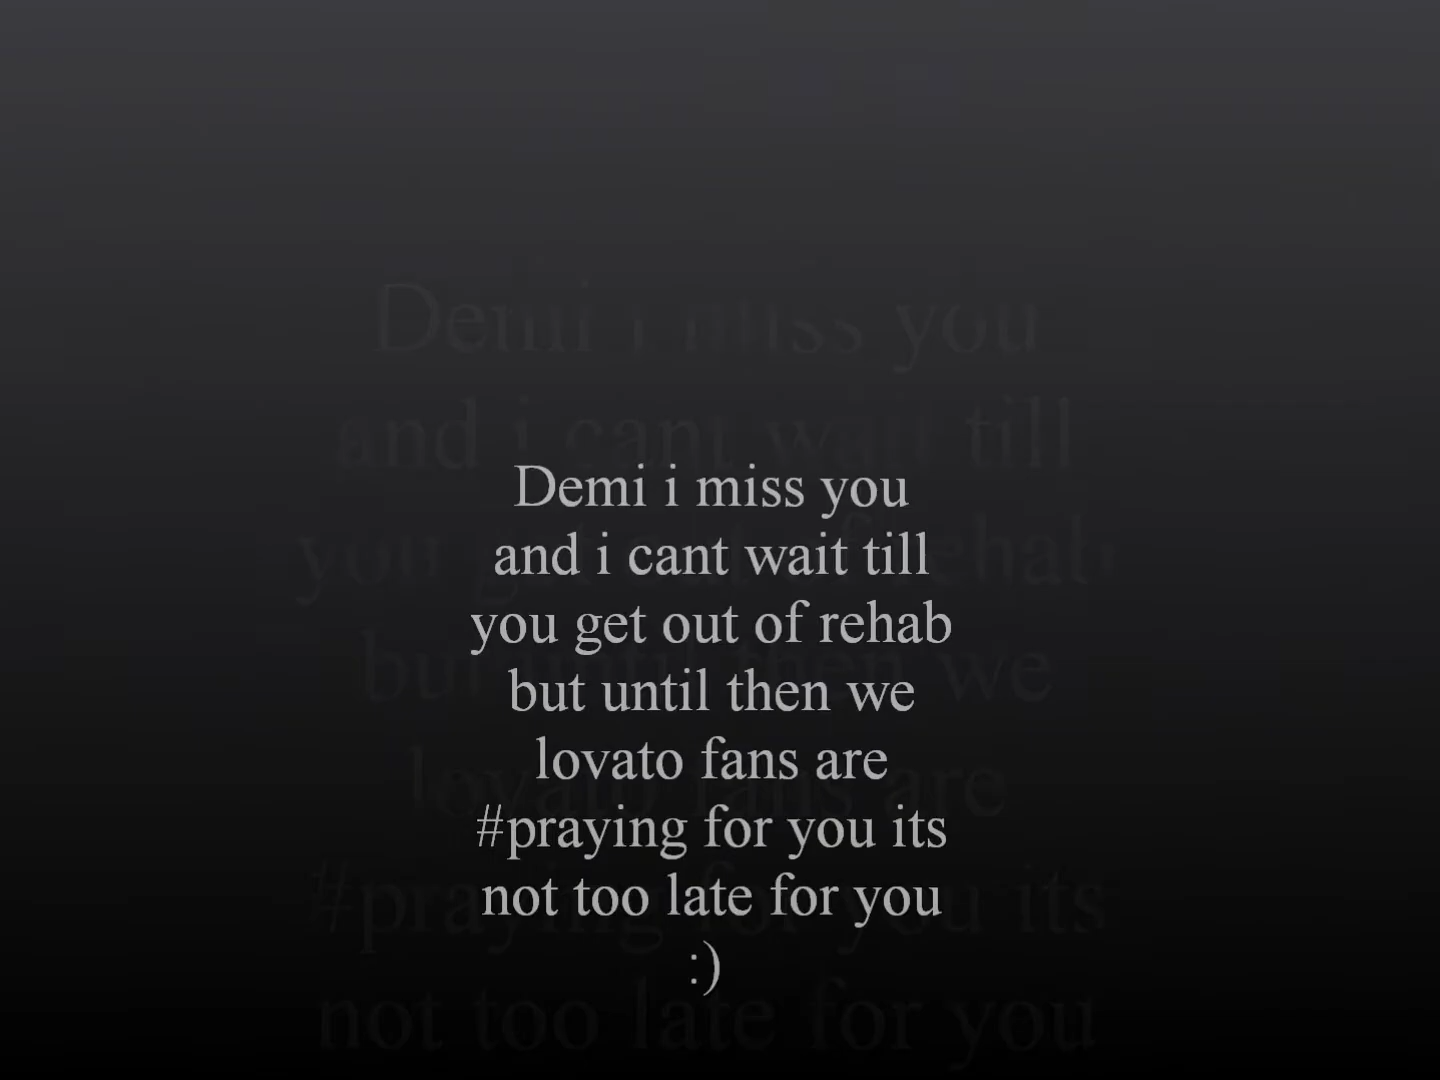 Demi i miss you
and i cant wait till
you get out of rehab
but until then we
lovato fans are
#praying for you its
not too late for you
:)